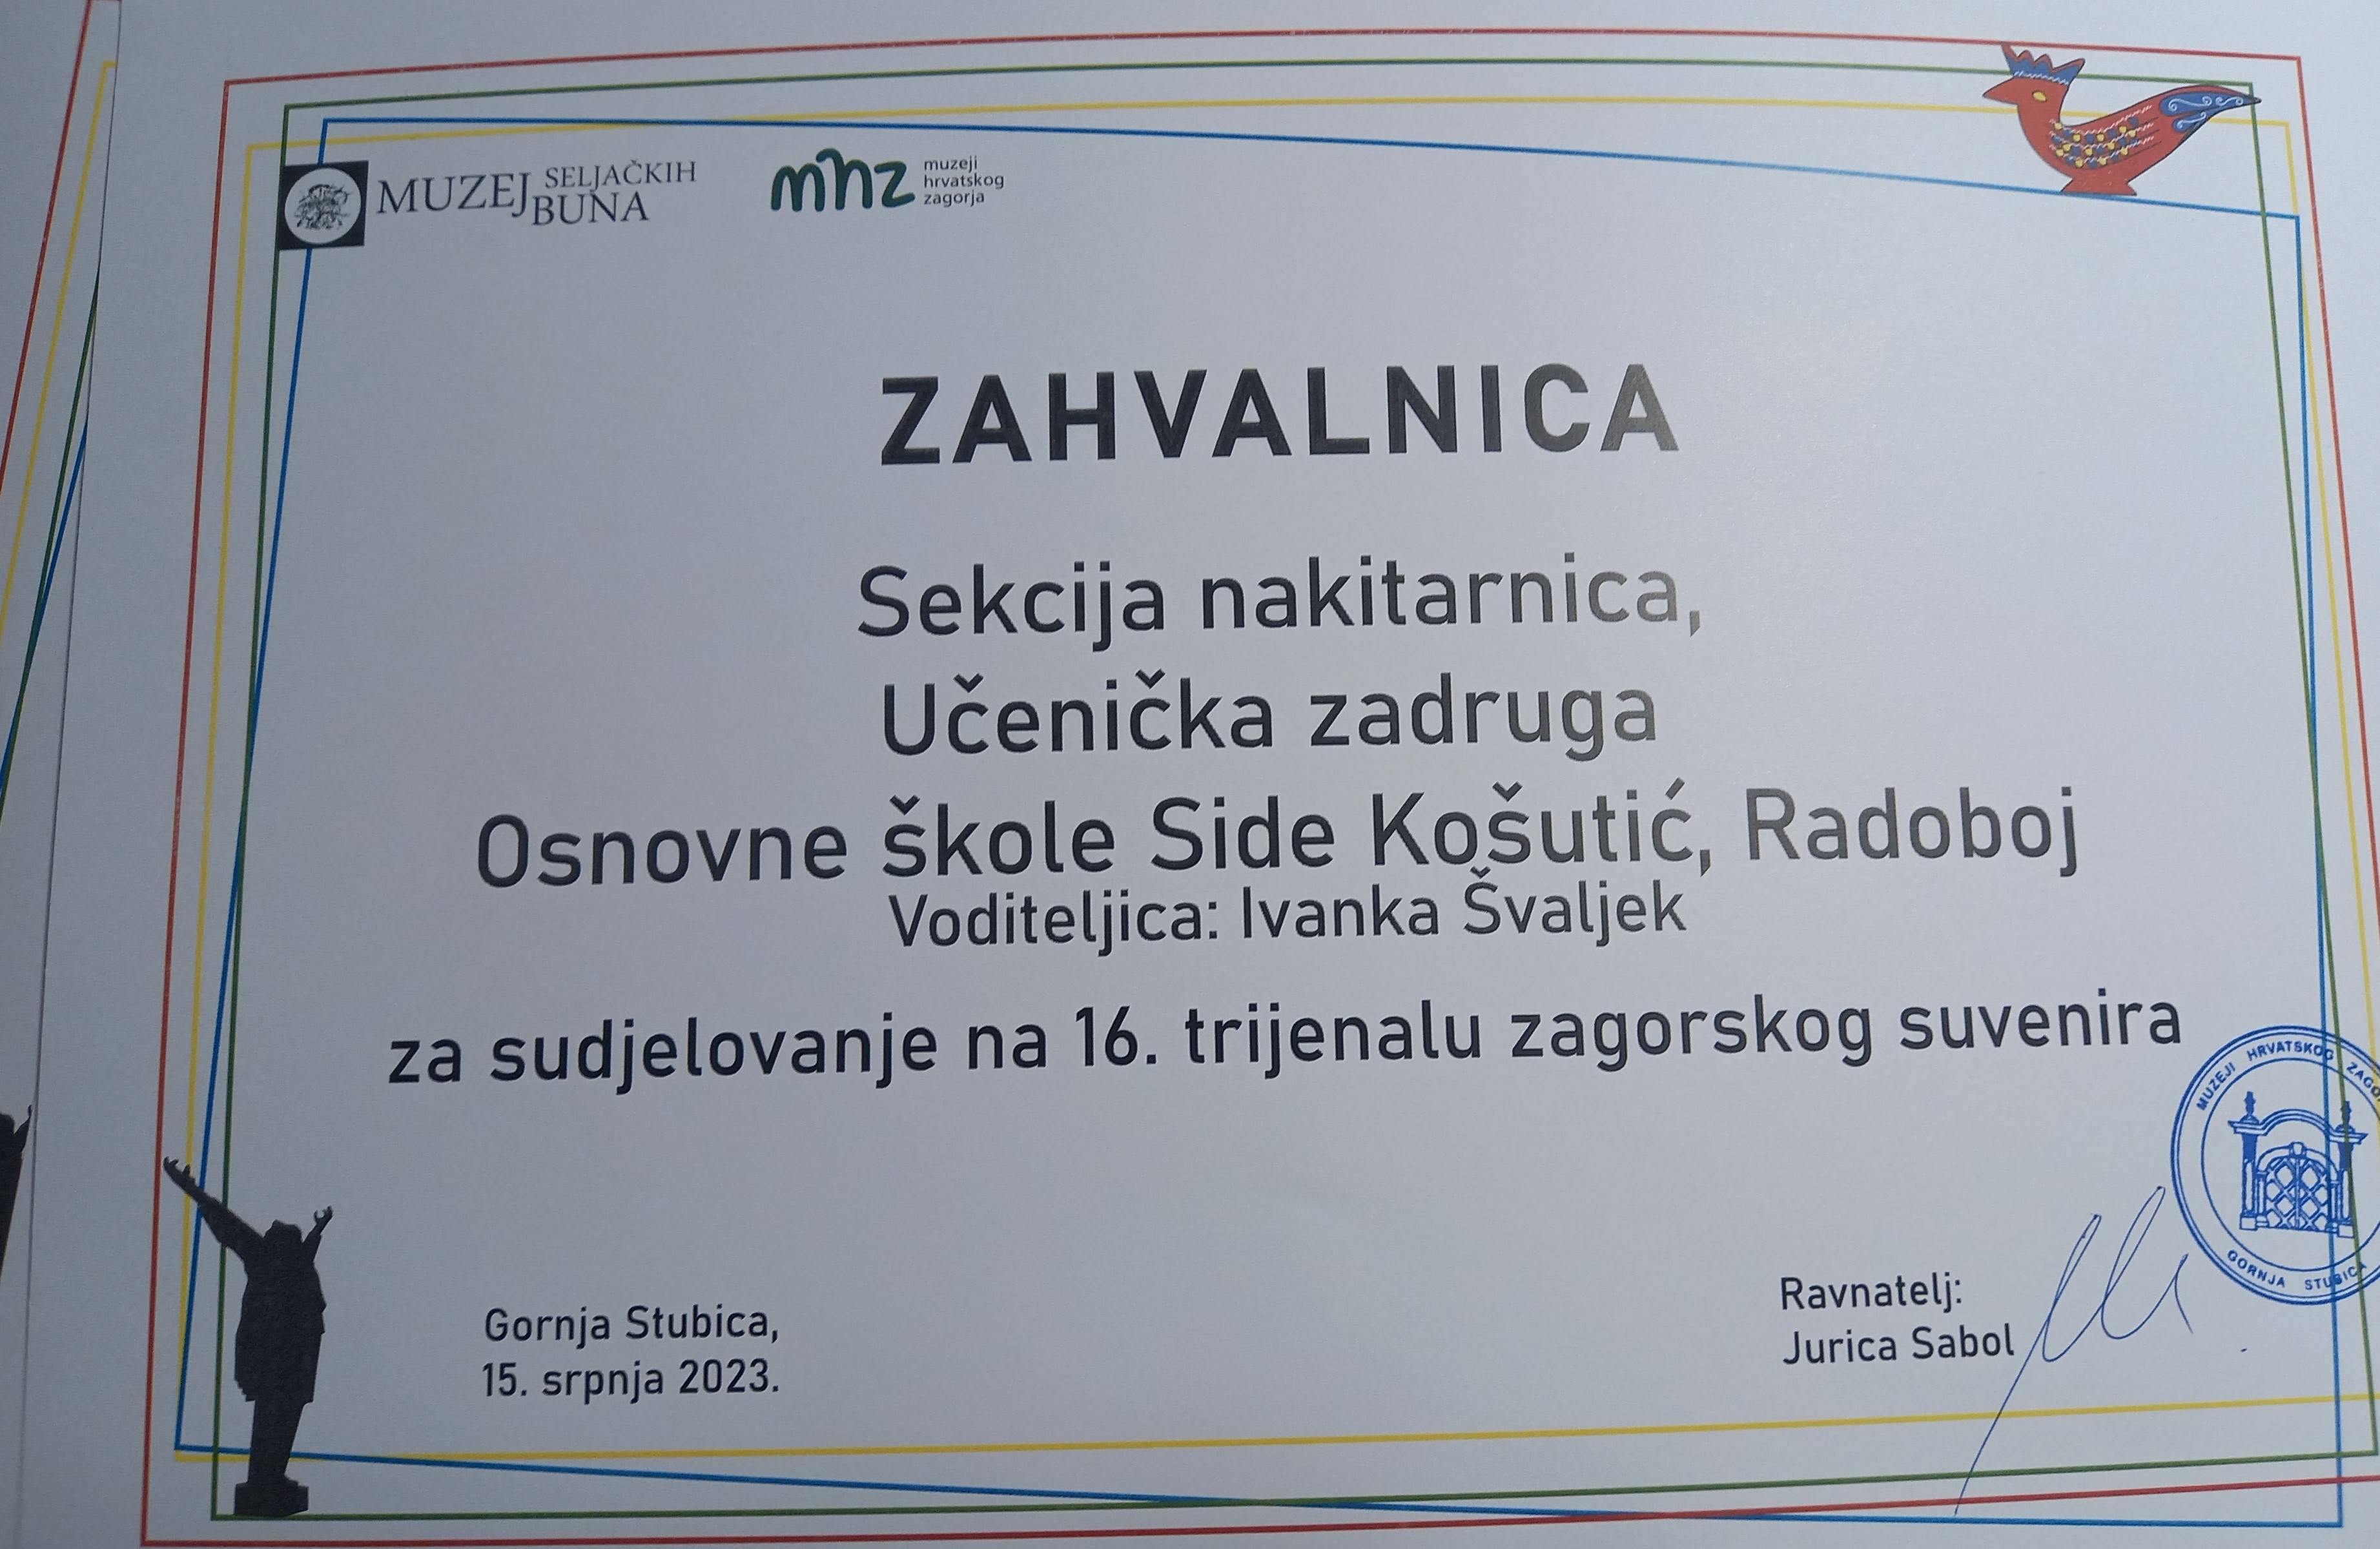 MUZEJ SELJAČKIH
BUNA
mhz
muzeji
hrvatskog
zagorja
ZAHVALNICA
Sekcija nakitarnica,
Učenička zadruga
Osnovne škole Side Košutić, Radoboj
Voditeljica: Ivanka Švaljek
za sudjelovanje na 16. trijenalu zagorskog suvenira
MUZEJI HRVATSKOG
GORNJA STUBICA
Gornja Stubica,
15. srpnja 2023.
Ravnatelj:
Jurica Sabol